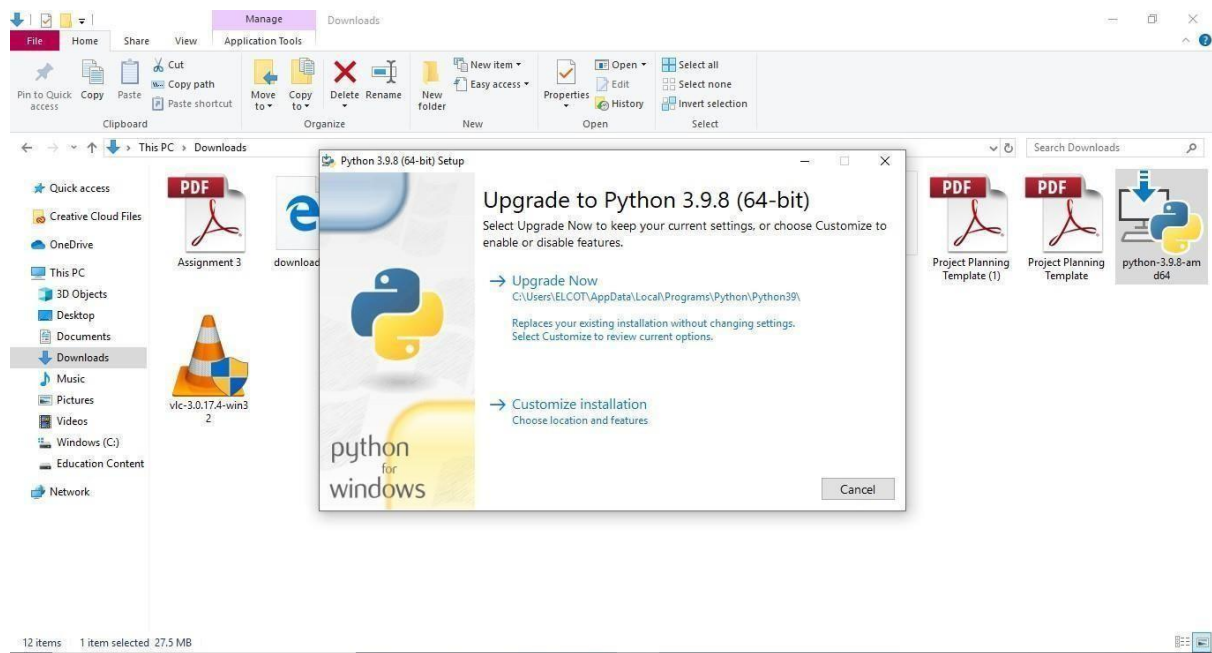 Manage
Downloads
File
Home
Share
View
Application Tools
Pin to Quick
access
Copy
Paste
Cut
Copy path
Paste shortcut
Clipboard
Move
to
Copy
to
Delete
Rename
Organize
New
folder
New item
Easy access
New
Properties
Open
Edit
History
Open
Select all
Select none
Invert selection
Select
This PC
Downloads
Search Downloads
Quick access
Creative Cloud Files
OneDrive
This PC
3D Objects
Desktop
Documents
Downloads
Music
Pictures
Videos
Windows (C:)
Education Content
Network
PDF
Assignment 3
download
vlc-3.0.17.4-win3
2
Python 3.9.8 (64-bit) Setup
Upgrade to Python 3.9.8 (64-bit)
Select Upgrade Now to keep your current settings, or choose Customize to
enable or disable features.
Upgrade Now
C:\Users\ELCOT\AppData\Local\Programs\Python\Python39\
Replaces your existing installation without changing settings.
Select Customize to review current options.
Customize installation
Choose location and features
python
for
windows
Cancel
PDF
Project Planning
Template (1)
PDF
Project Planning
Template
python-3.9.8-am
d64
12 items
1 item selected 27.5 MB